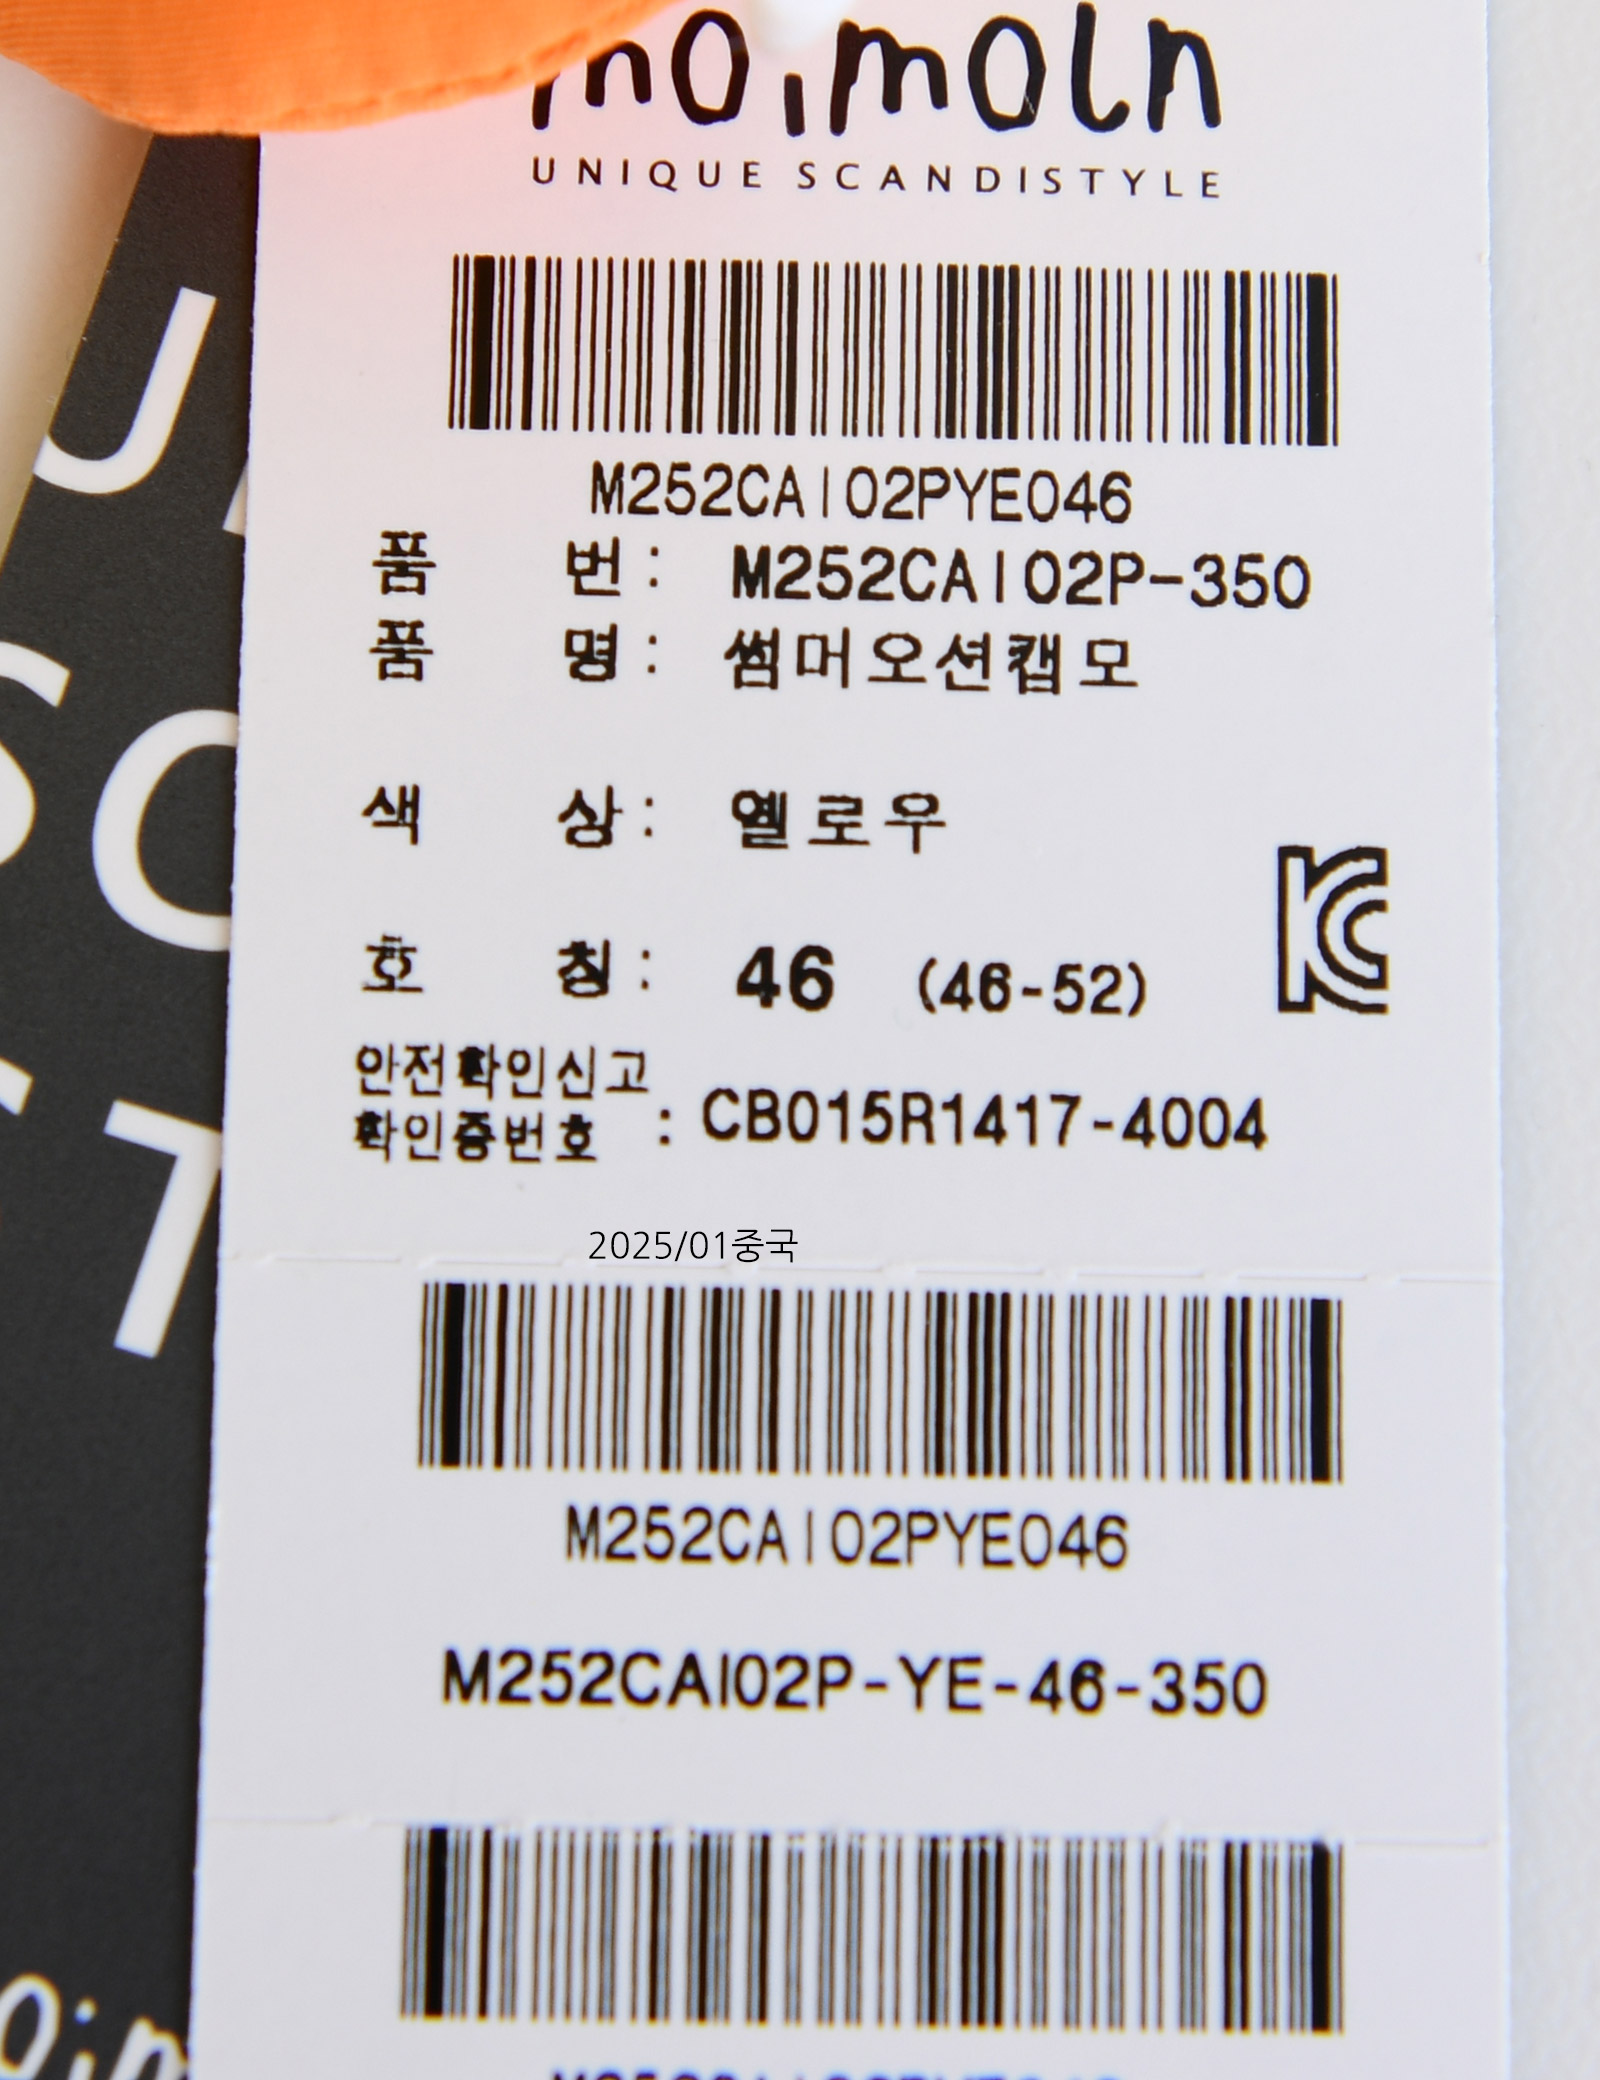 moimoln
UNIQUE SCANDISTYLE
M252CAI02PYE046
품 번 : M252CAI02P-350
품 명 : 썸머오션캡모
색 상 : 옐로우
호 칭 : 46 (46-52)
안전확인신고
확인증번호 : CB015R1417-4004
2025/01중국
M252CAI02PYE046
M252CAI02P-YE-46-350